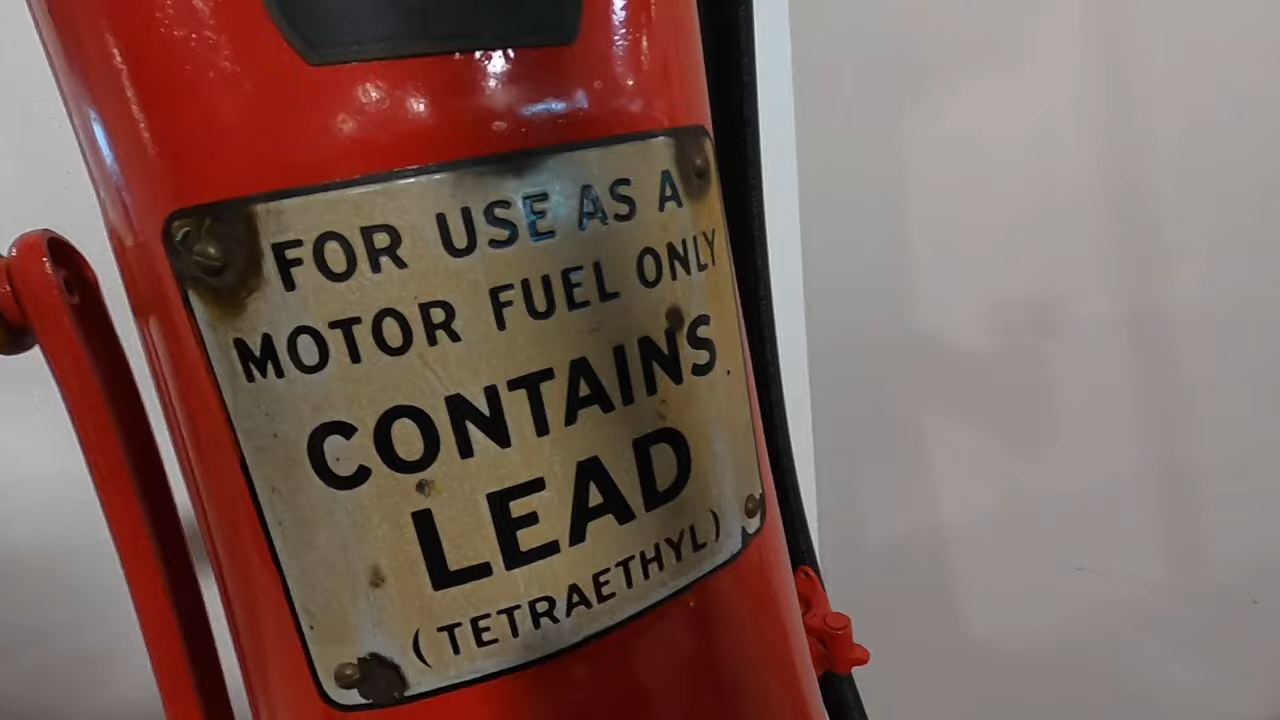 FOR USE AS A
MOTOR FUEL ONLY
CONTAINS
LEAD
(TETRAETHYL)